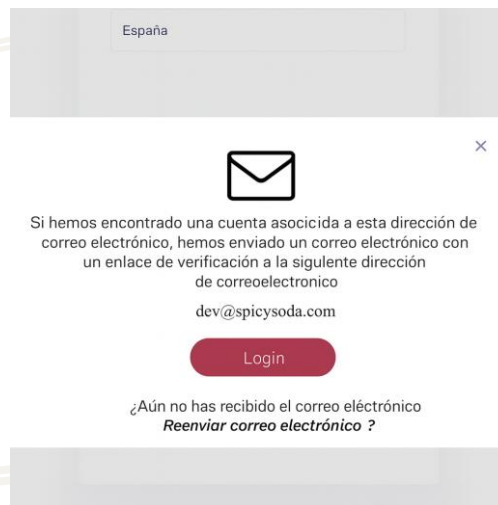 España
Si hemos encontrado una cuenta asocicida a esta dirección de
correo electrónico, hemos enviado un correo electrónico con
un enlace de verificación a la sigulente dirección
de correoelectronico
dev@spicysoda.com
Login
¿Aún no has recibido el correo eléctrónico
Reenviar correo electrónico ?